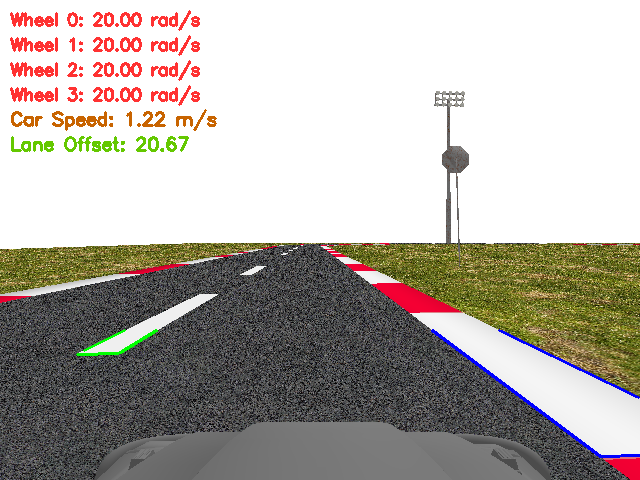 Wheel 0: 20.00 rad/s
Wheel 1: 20.00 rad/s
Wheel 2: 20.00 rad/s
Wheel 3: 20.00 rad/s
Car Speed: 1.22 m/s
Lane Offset: 20.67